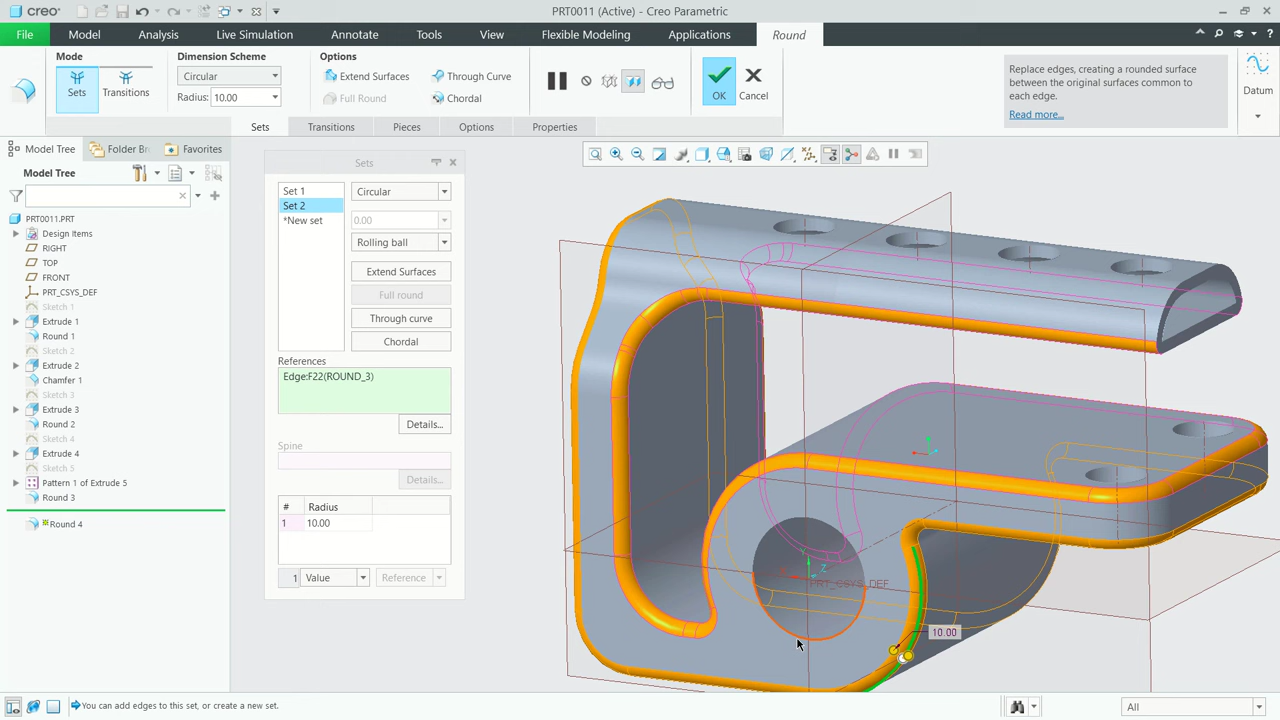 creo
PRT0011 (Active) - Creo Parametric
File Model Analysis Live Simulation Annotate Tools View Flexible Modeling Applications Round
Mode
Sets
Transitions
Dimension Scheme
Circular
Radius: 10.00
Options
Extend Surfaces
Through Curve
Full Round
Chordal
OK
Cancel
Replace edges, creating a rounded surface
between the original surfaces common to
each edge.
Read more...
Datum
Sets Transitions Pieces Options Properties
Model Tree
Folder Br
Favorites
Model Tree
PRT0011.PRT
Design Items
RIGHT
TOP
FRONT
PRT_CSYS_DEF
Sketch 1
Extrude 1
Round 1
Sketch 2
Extrude 2
Chamfer 1
Sketch 3
Extrude 3
Round 2
Sketch 4
Extrude 4
Sketch 5
Pattern 1 of Extrude 5
Round 3
Round 4
Sets
Set 1
Set 2
*New set
Circular
0.00
Rolling ball
Extend Surfaces
Full round
Through curve
Chordal
References
Edge:F22(ROUND_3)
Details...
Spine
Details...
# Radius
1 10.00
1 Value Reference
PRT_CSYS_DEF
Y
Z
10.00
You can add edges to this set, or create a new set.
All